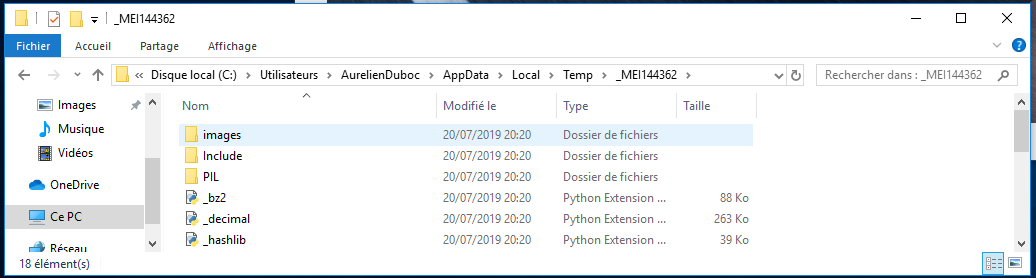 _MEI144362
Fichier Accueil Partage Affichage
« Disque local (C:) > Utilisateurs > AurelienDuboc > AppData > Local > Temp > _MEI144362 >
Rechercher dans : _MEI144362
Images
Musique
Vidéos
OneDrive
Ce PC
Réseau
Nom Modifié le Type Taille
images 20/07/2019 20:20 Dossier de fichiers
Include 20/07/2019 20:20 Dossier de fichiers
PIL 20/07/2019 20:20 Dossier de fichiers
_bz2 20/07/2019 20:20 Python Extension ... 88 Ko
_decimal 20/07/2019 20:20 Python Extension ... 263 Ko
_hashlib 20/07/2019 20:20 Python Extension ... 39 Ko
18 élément(s)